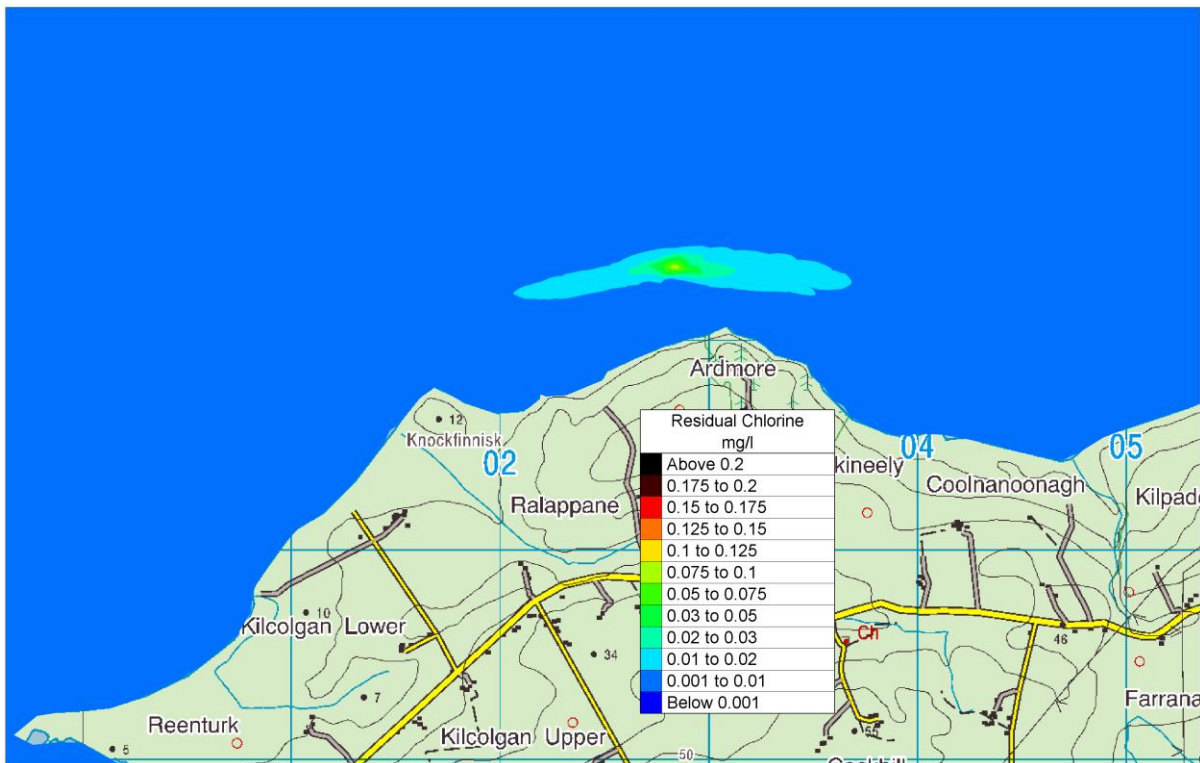 Ardmore
12
Knockfinnisk
02
Residual Chlorine
mg/l
Above 0.2
0.175 to 0.2
0.15 to 0.175
0.125 to 0.15
0.1 to 0.125
0.075 to 0.1
0.05 to 0.075
0.03 to 0.05
0.02 to 0.03
0.01 to 0.02
0.001 to 0.01
Below 0.001
04
05
kineely
Coolnanoonagh
Kilpad
Ralappane
10
Kilcolgan Lower
34
Ch
46
7
Reenturk
5
Kilcolgan Upper
50
55
Farrana